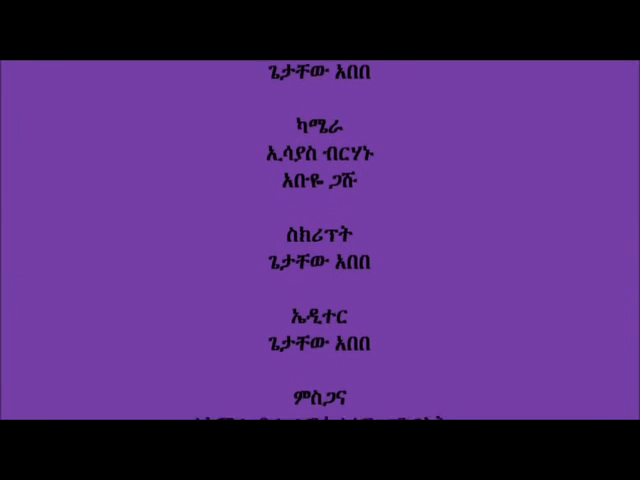 ጌታቸው አበበ
ካሜራ
ኢሳያስ ብርሃኑ
አቡዬ ጋሹ
ስክሪፕት
ጌታቸው አበበ
ኤዲተር
ጌታቸው አበበ
ምስጋና